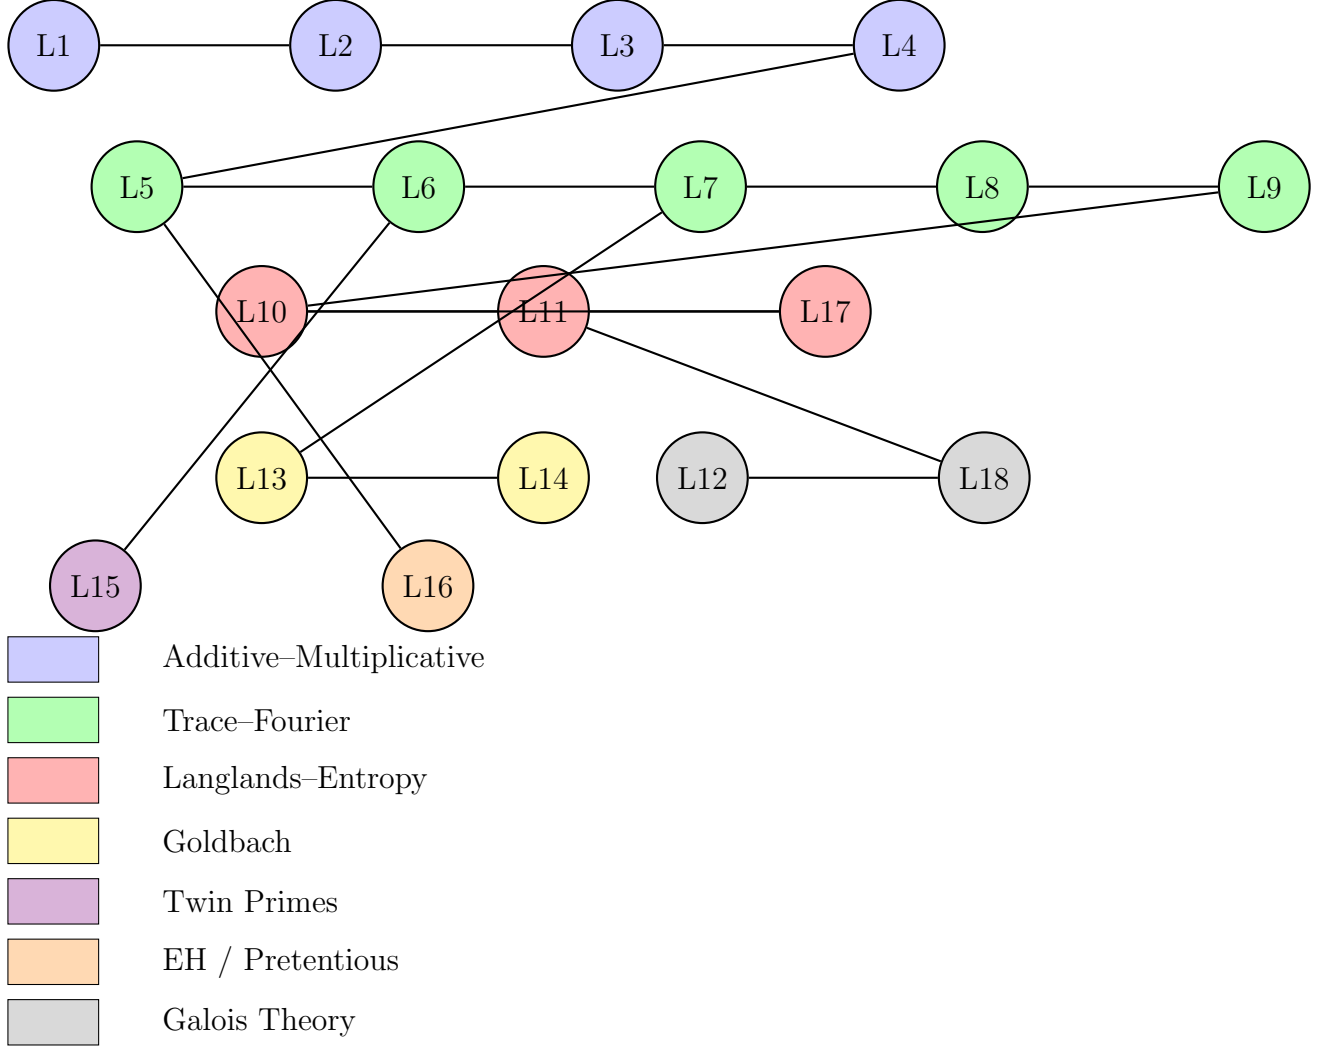 L1 L2 L3 L4
L5 L6 L7 L8 L9
L10 L11 L17
L13 L14 L12 L18
L15 L16
Additive–Multiplicative
Trace–Fourier
Langlands–Entropy
Goldbach
Twin Primes
EH / Pretentious
Galois Theory